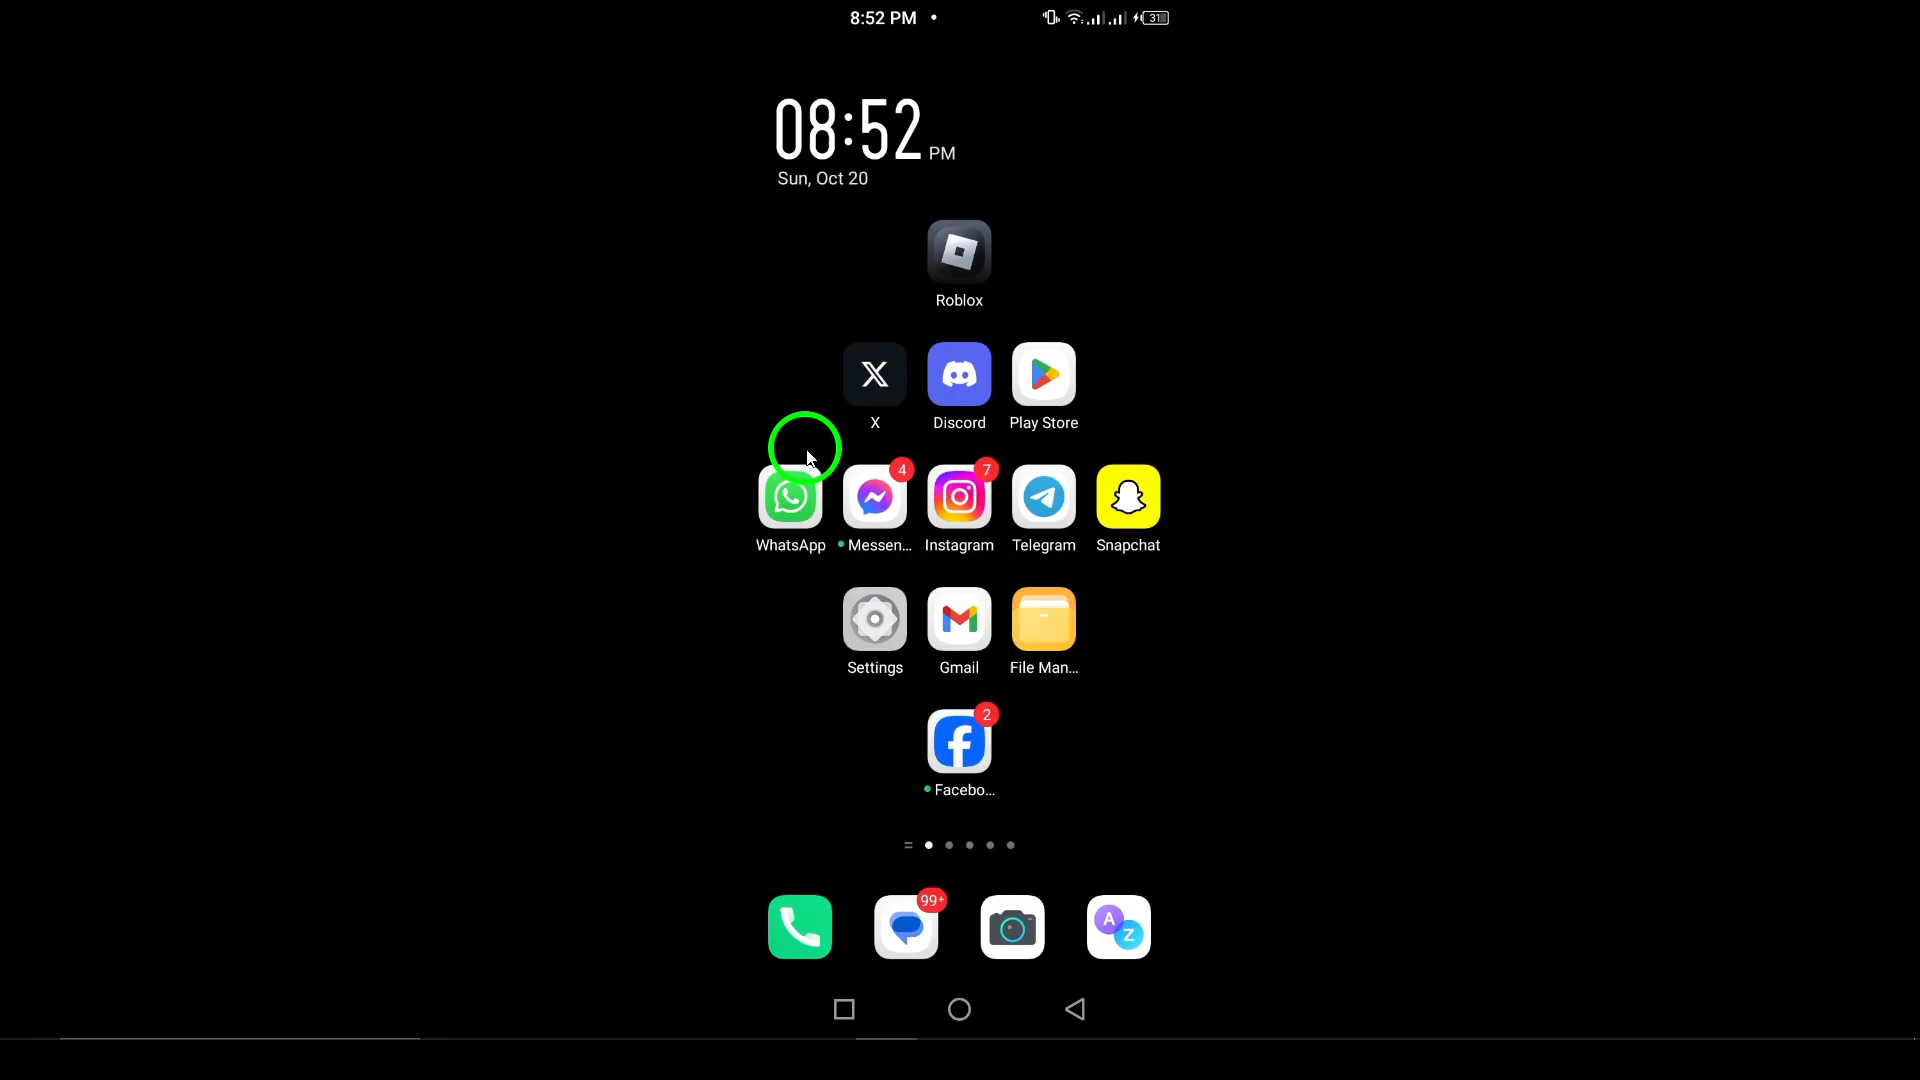 8:52 PM
31
08:52 PM
Sun, Oct 20
Roblox
X
Discord
Play Store
4
7
WhatsApp
Messen...
Instagram
Telegram
Snapchat
Settings
Gmail
File Man...
2
Facebo...
99+
A
Z